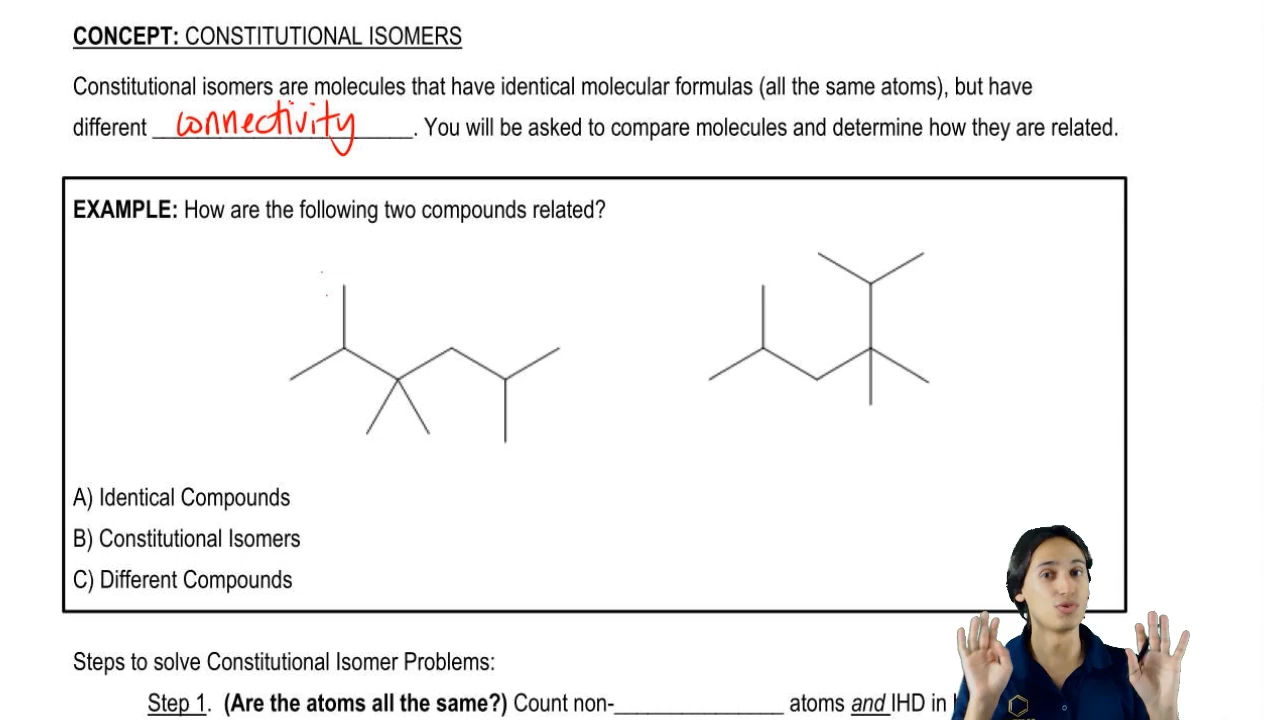 CONCEPT: CONSTITUTIONAL ISOMERS
Constitutional isomers are molecules that have identical molecular formulas (all the same atoms), but have
different connectivity. You will be asked to compare molecules and determine how they are related.
EXAMPLE: How are the following two compounds related?
A) Identical Compounds
B) Constitutional Isomers
C) Different Compounds
Steps to solve Constitutional Isomer Problems:
Step 1. (Are the atoms all the same?) Count non-________________ atoms and IHD in